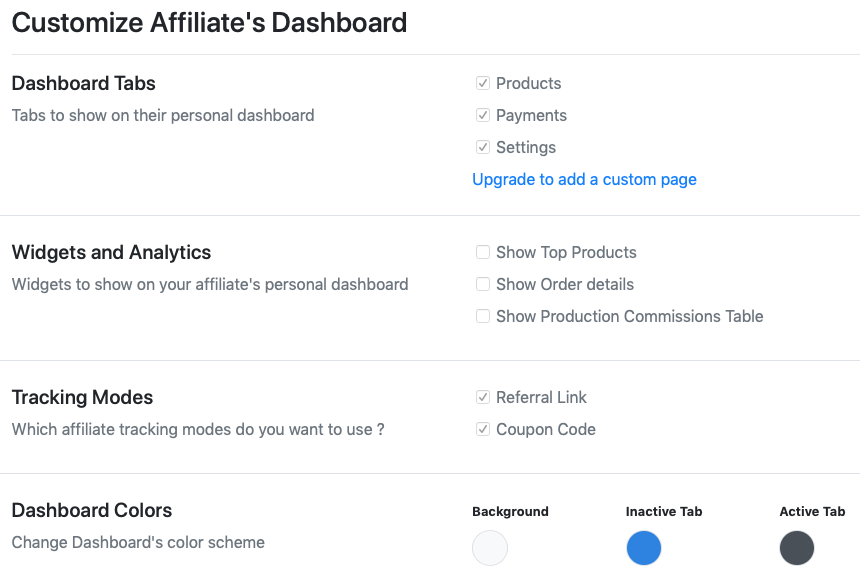 Customize Affiliate's Dashboard
Dashboard Tabs
Tabs to show on their personal dashboard
Products
Payments
Settings
Upgrade to add a custom page
Widgets and Analytics
Widgets to show on your affiliate's personal dashboard
Show Top Products
Show Order details
Show Production Commissions Table
Tracking Modes
Which affiliate tracking modes do you want to use ?
Referral Link
Coupon Code
Dashboard Colors
Change Dashboard's color scheme
Background
Inactive Tab
Active Tab